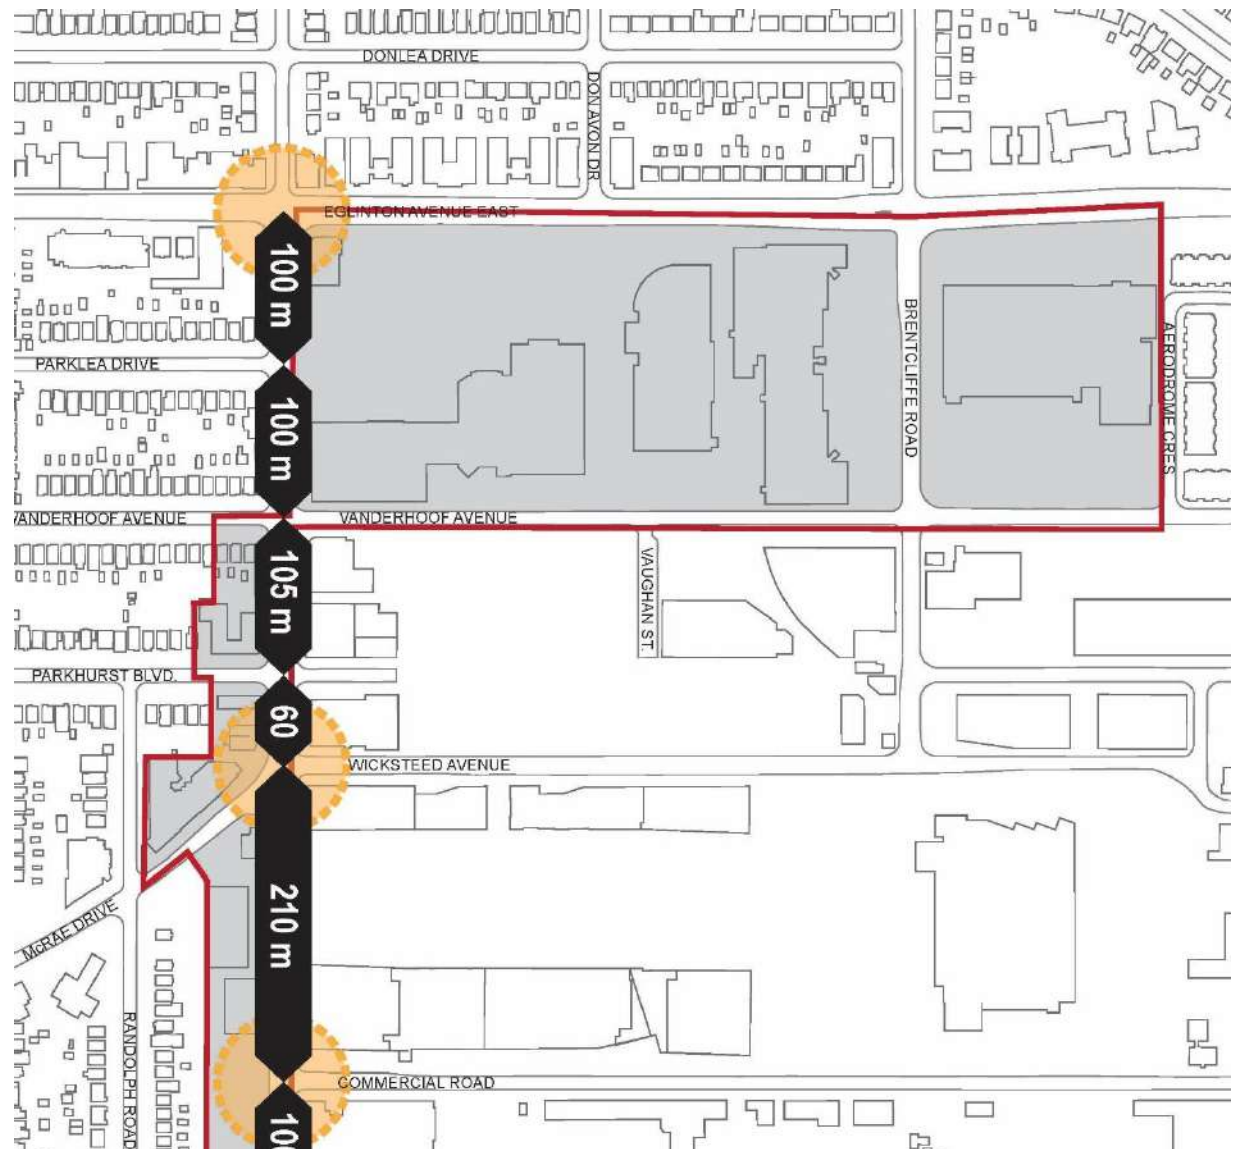 DONLEA DRIVE
DON AVON DR
EGLINTON AVENUE EAST
100 m
BRENTCLIFFE ROAD
AERODROME CRES
PARKLEA DRIVE
100 m
VANDERHOOF AVENUE
VANDERHOOF AVENUE
105 m
VAUGHAN ST.
PARKHURST BLVD.
60
WICKSTEED AVENUE
210 m
McRAE DRIVE
RANDOLPH ROAD
COMMERCIAL ROAD